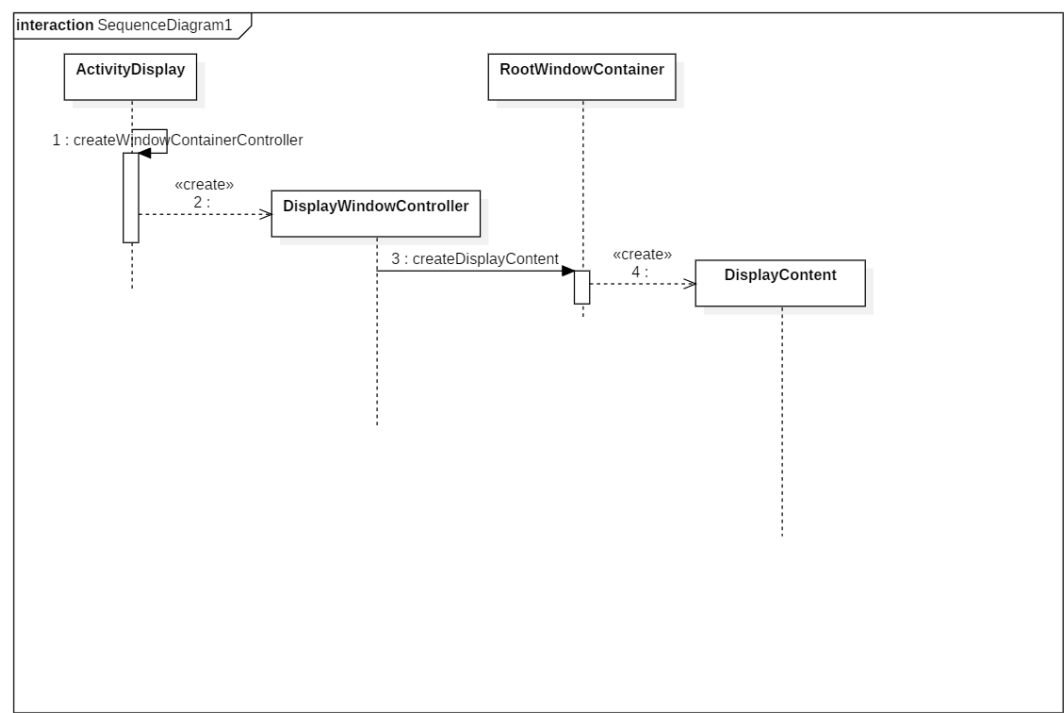 interaction SequenceDiagram1
ActivityDisplay
RootWindowContainer
1 : createWindowContainerController
«create»
2 :
DisplayWindowController
3 : createDisplayContent
«create»
4 :
DisplayContent